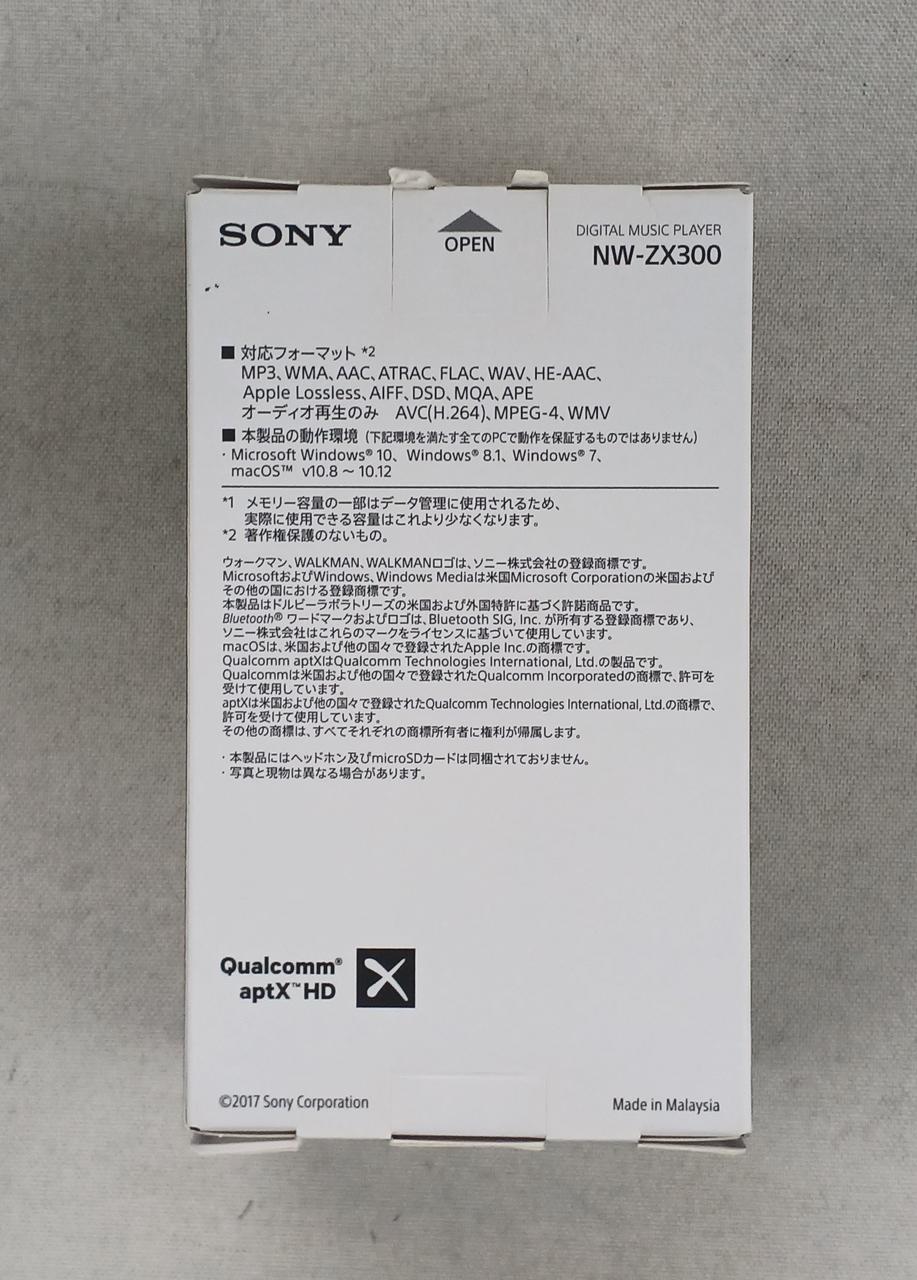 SONY
OPEN
DIGITAL MUSIC PLAYER
NW-ZX300
■ 対応フォーマット *2
MP3、WMA、AAC、ATRAC、FLAC、WAV、HE-AAC、
Apple Lossless、AIFF、DSD、MQA、APE
オーディオ再生のみ　AVC(H.264)、MPEG-4、WMV
■ 本製品の動作環境（下記環境を満たす全てのPCで動作を保証するものではありません）
・Microsoft Windows® 10、Windows® 8.1、Windows® 7、
macOS™ v10.8 ～ 10.12
*1 メモリー容量の一部はデータ管理に使用されるため、
実際に使用できる容量はこれより少なくなります。
*2 著作権保護のないもの。
ウォークマン、WALKMAN、WALKMANロゴは、ソニー株式会社の登録商標です。
MicrosoftおよびWindows、Windows Mediaは米国Microsoft Corporationの米国および
その他の国における登録商標です。
本製品はドルビーラボラトリーズの米国および外国特許に基づく許諾商品です。
Bluetooth® ワードマークおよびロゴは、Bluetooth SIG, Inc. が所有する登録商標であり、
ソニー株式会社はこれらのマークをライセンスに基づいて使用しています。
macOSは、米国および他の国々で登録されたApple Inc.の商標です。
Qualcomm aptXはQualcomm Technologies International, Ltd.の製品です。
Qualcommは米国および他の国々で登録されたQualcomm Incorporatedの商標で、許可を
受けて使用しています。
aptXは米国および他の国々で登録されたQualcomm Technologies International, Ltd.の商標で、
許可を受けて使用しています。
その他の商標は、すべてそれぞれの商標所有者に権利が帰属します。
・本製品にはヘッドホン及びmicroSDカードは同梱されておりません。
・写真と現物は異なる場合があります。
Qualcomm®
aptX™ HD
©2017 Sony Corporation
Made in Malaysia